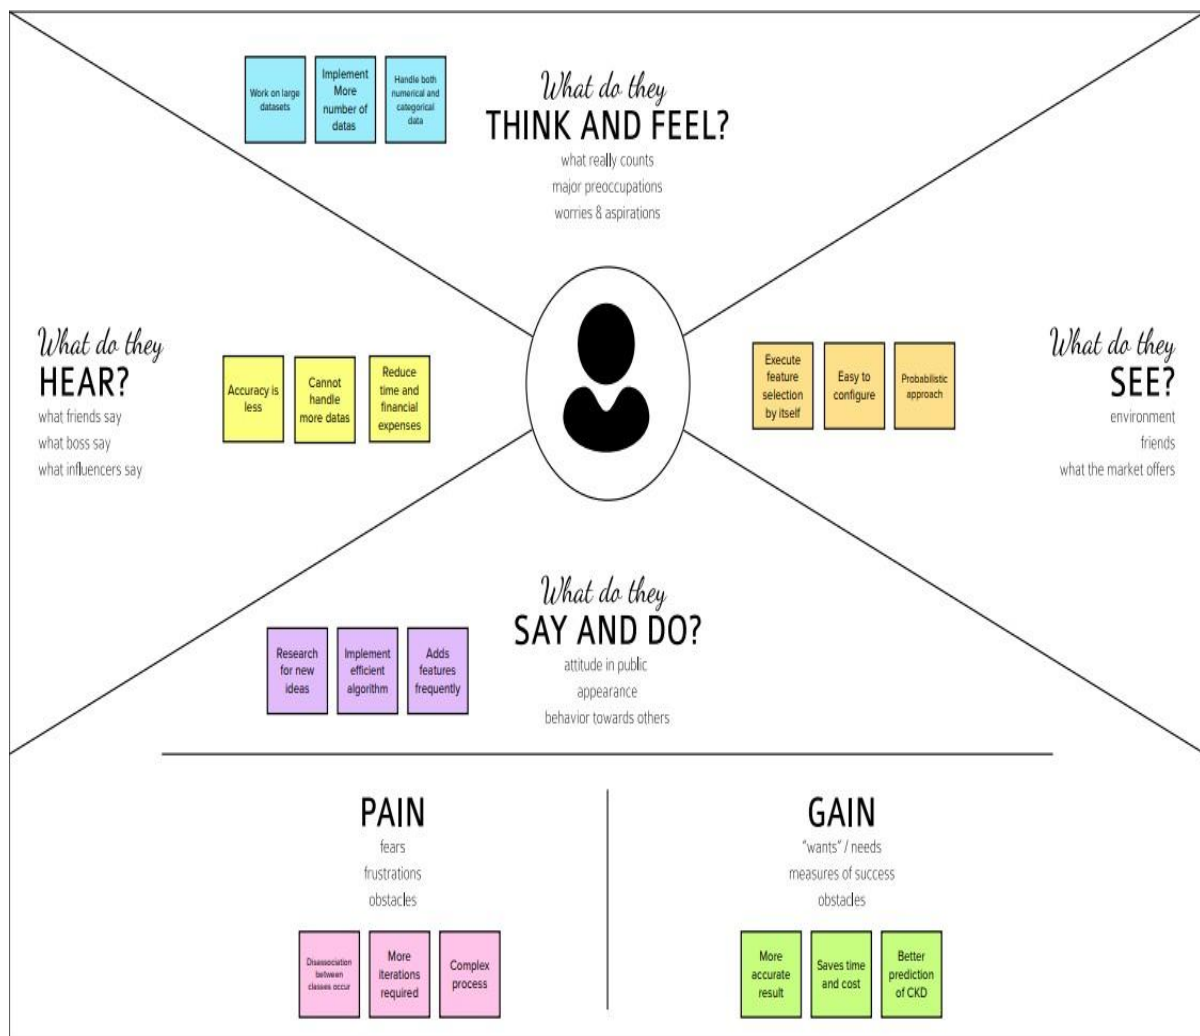 Work on large
datasets
Implement
More
number of
datas
Handle both
numerical and
categorical
data
What do they
THINK AND FEEL?
what really counts
major preoccupations
worries & aspirations
What do they
HEAR?
what friends say
what boss say
what influencers say
Accuracy is
less
Cannot
handle
more datas
Reduce
time and
financial
expenses
Execute
feature
selection
by itself
Easy to
configure
Probabilistic
approach
What do they
SEE?
environment
friends
what the market offers
What do they
SAY AND DO?
attitude in public
appearance
behavior towards others
Research
for new
ideas
Implement
efficient
algorithm
Adds
features
frequently
PAIN
fears
frustrations
obstacles
Disassociation
between
classes occur
More
iterations
required
Complex
process
GAIN
"wants" / needs
measures of success
obstacles
More
accurate
result
Saves time
and cost
Better
prediction
of CKD